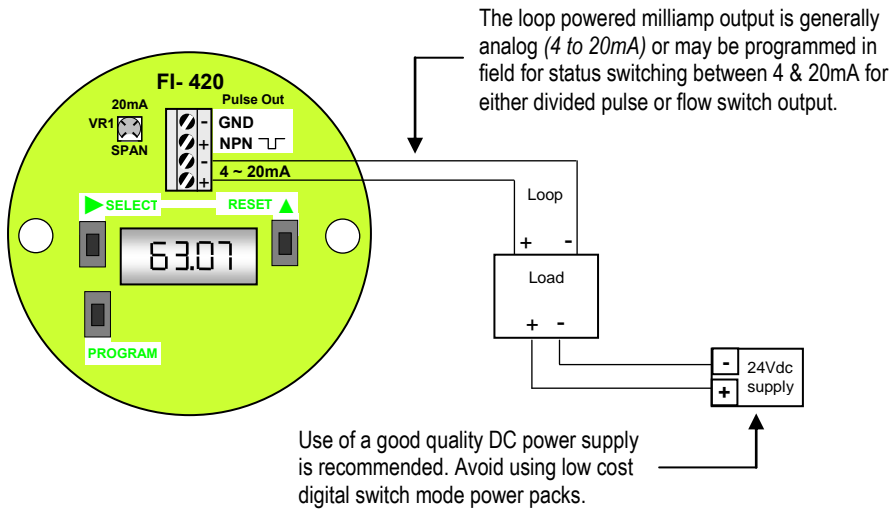 The loop powered milliamp output is generally
analog (4 to 20mA) or may be programmed in
field for status switching between 4 & 20mA for
either divided pulse or flow switch output.
FI- 420
20mA
VR1
SPAN
Pulse Out
- GND
+ NPN
-
+ 4 ~ 20mA
SELECT
RESET
63.07
PROGRAM
Loop
+ -
Load
+ -
- 24Vdc
+ supply
Use of a good quality DC power supply
is recommended. Avoid using low cost
digital switch mode power packs.